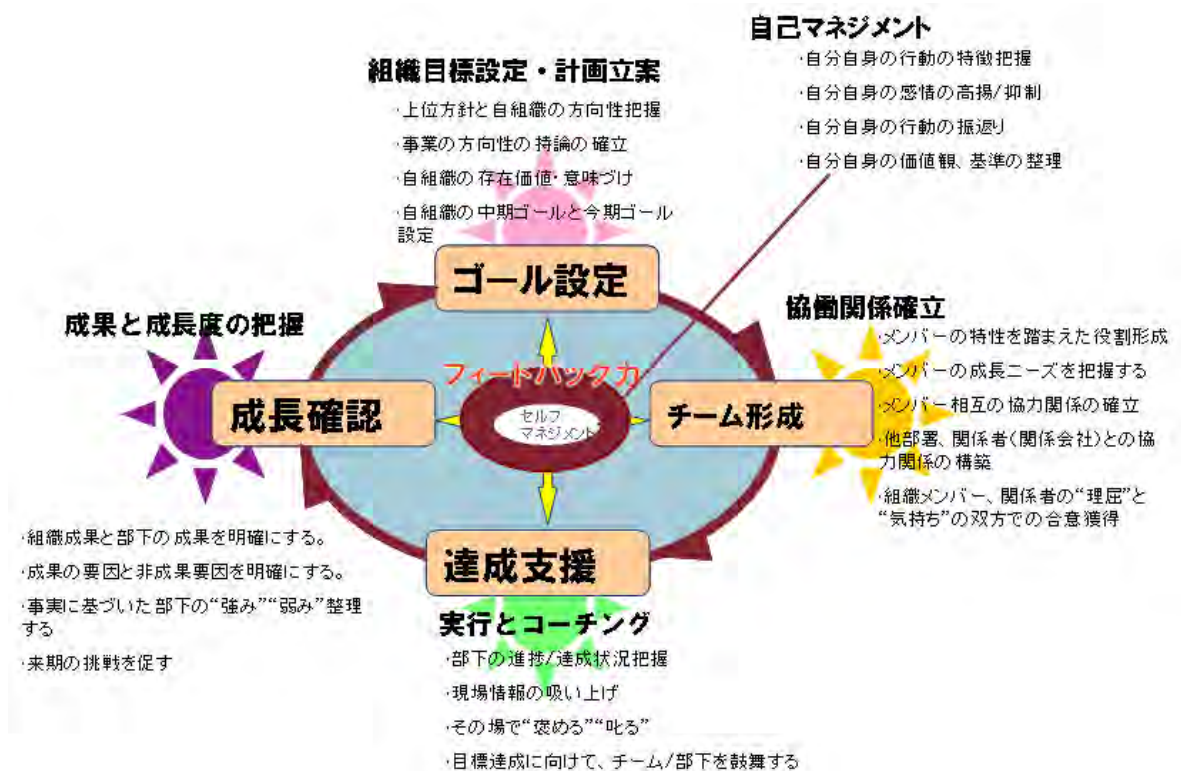 自己マネジメント
・自分自身の行動の特徴把握
・自分自身の感情の高揚/抑制
・自分自身の行動の振返り
・自分自身の価値観、基準の整理
組織目標設定・計画立案
・上位方針と自組織の方向性把握
・事業の方向性の持論の確立
・自組織の存在価値・意味づけ
・自組織の中期ゴールと今期ゴール
設定
ゴール設定
協働関係確立
・メンバーの特性を踏まえた役割形成
・メンバーの成長ニーズを把握する
・メンバー相互の協力関係の確立
・他部署、関係者(関係会社)との協
力関係の構築
・組織メンバー、関係者の“理屈”と
“気持ち”の双方での合意獲得
成果と成長度の把握
フィードバック力
成長確認
セルフ
マネジメント
チーム形成
・組織成果と部下の成果を明確にする。
・成果の要因と非成果要因を明確にする。
・事実に基づいた部下の“強み”“弱み”整理
する
・来期の挑戦を促す
達成支援
実行とコーチング
・部下の進捗/達成状況把握
・現場情報の吸い上げ
・その場で“褒める”“叱る”
・目標達成に向けて、チーム/部下を鼓舞する